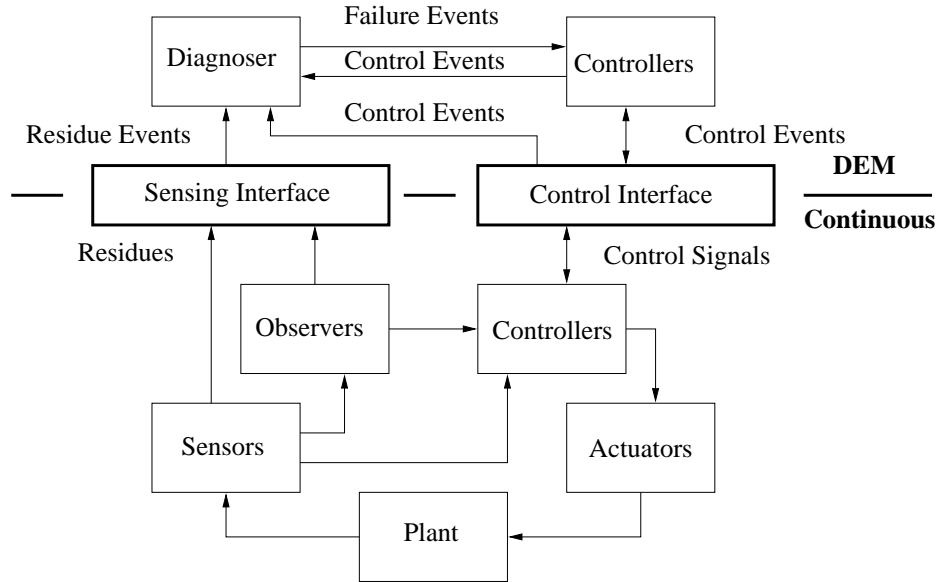 Failure Events
Diagnoser
Control Events
Controllers
Control Events
Residue Events
Control Events
DEM
Sensing Interface
Control Interface
Continuous
Residues
Control Signals
Observers
Controllers
Sensors
Actuators
Plant